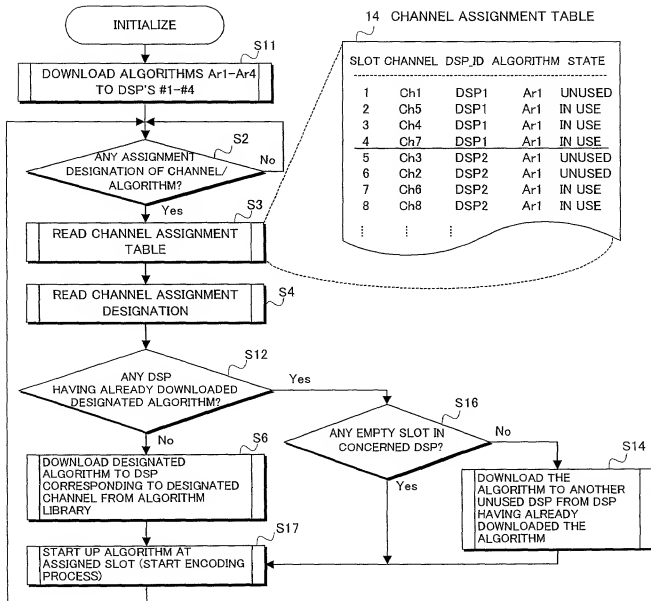 INITIALIZE
S11
DOWNLOAD ALGORITHMS Ar1-Ar4
TO DSP'S #1-#4
S2
ANY ASSIGNMENT
DESIGNATION OF CHANNEL/
ALGORITHM?
No
Yes
S3
READ CHANNEL ASSIGNMENT
TABLE
READ CHANNEL ASSIGNMENT
DESIGNATION
S4
S12
ANY DSP
HAVING ALREADY DOWNLOADED
DESIGNATED ALGORITHM?
Yes
No
S6
DOWNLOAD DESIGNATED
ALGORITHM TO DSP
CORRESPONDING TO DESIGNATED
CHANNEL FROM ALGORITHM
LIBRARY
S16
ANY EMPTY SLOT IN
CONCERNED DSP?
No
Yes
S14
DOWNLOAD THE
ALGORITHM TO ANOTHER
UNUSED DSP FROM DSP
HAVING ALREADY
DOWNLOADED THE
ALGORITHM
S17
START UP ALGORITHM AT
ASSIGNED SLOT (START ENCODING
PROCESS)
14 CHANNEL ASSIGNMENT TABLE
SLOT CHANNEL DSP_ID ALGORITHM STATE
1 Ch1 DSP1 Ar1 UNUSED
2 Ch5 DSP1 Ar1 IN USE
3 Ch4 DSP1 Ar1 IN USE
4 Ch7 DSP1 Ar1 IN USE
5 Ch3 DSP2 Ar1 UNUSED
6 Ch2 DSP2 Ar1 UNUSED
7 Ch6 DSP2 Ar1 IN USE
8 Ch8 DSP2 Ar1 IN USE
⋮ ⋮ ⋮